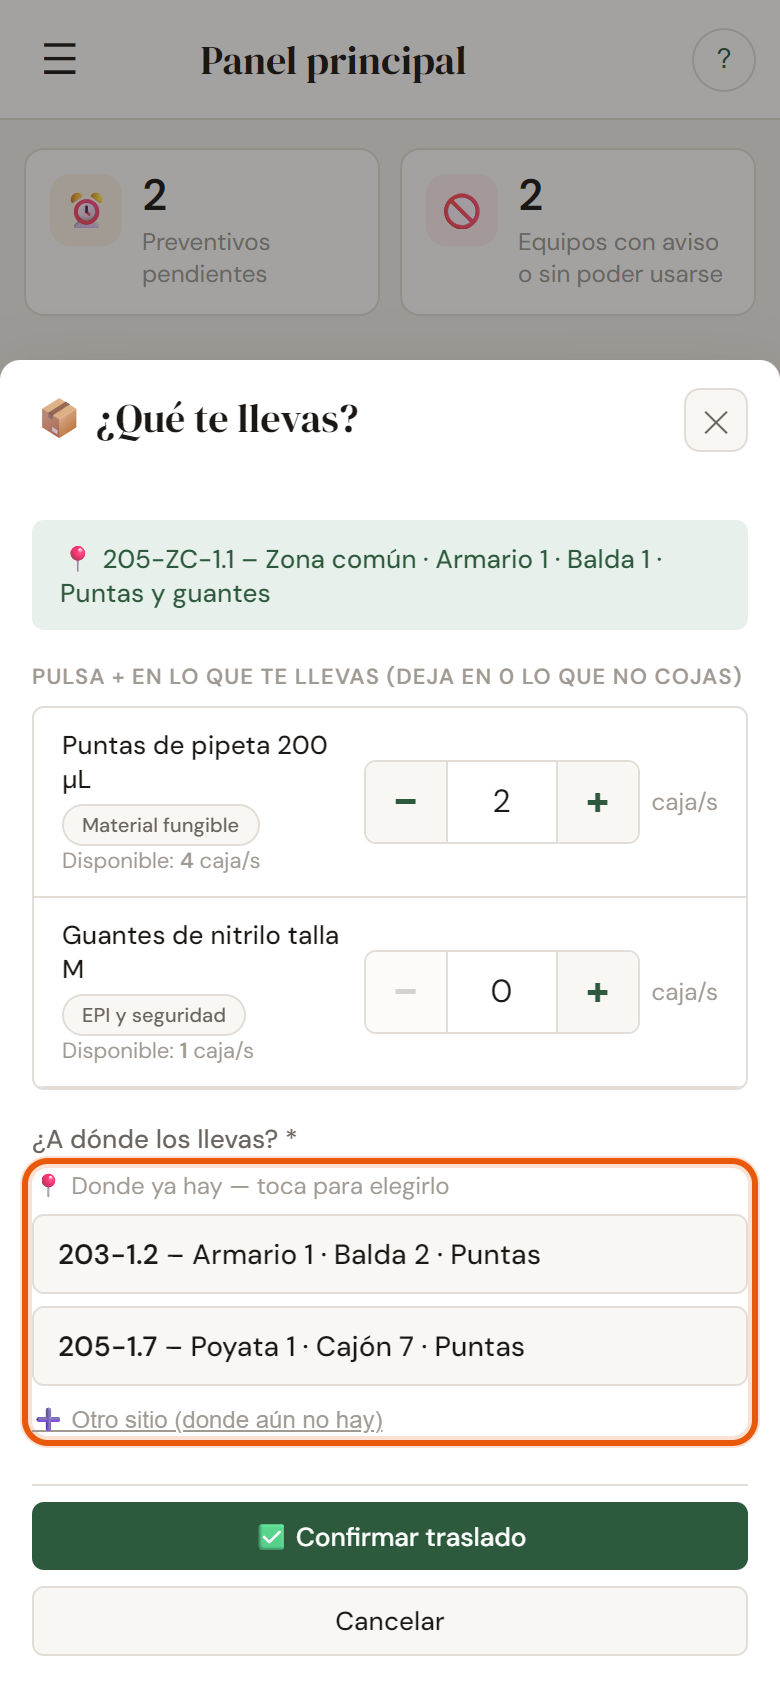 ☰ Panel principal ?
2
Preventivos
pendientes
2
Equipos con aviso
o sin poder usarse
📦 ¿Qué te llevas?
📍 205-ZC-1.1 – Zona común · Armario 1 · Balda 1 ·
Puntas y guantes
PULSA + EN LO QUE TE LLEVAS (DEJA EN 0 LO QUE NO COJAS)
Puntas de pipeta 200
µL
Material fungible
Disponible: 4 caja/s
− 2 + caja/s
Guantes de nitrilo talla
M
EPI y seguridad
Disponible: 1 caja/s
− 0 + caja/s
¿A dónde los llevas? *
📍 Donde ya hay — toca para elegirlo
203-1.2 – Armario 1 · Balda 2 · Puntas
205-1.7 – Poyata 1 · Cajón 7 · Puntas
➕ Otro sitio (donde aún no hay)
✅ Confirmar traslado
Cancelar